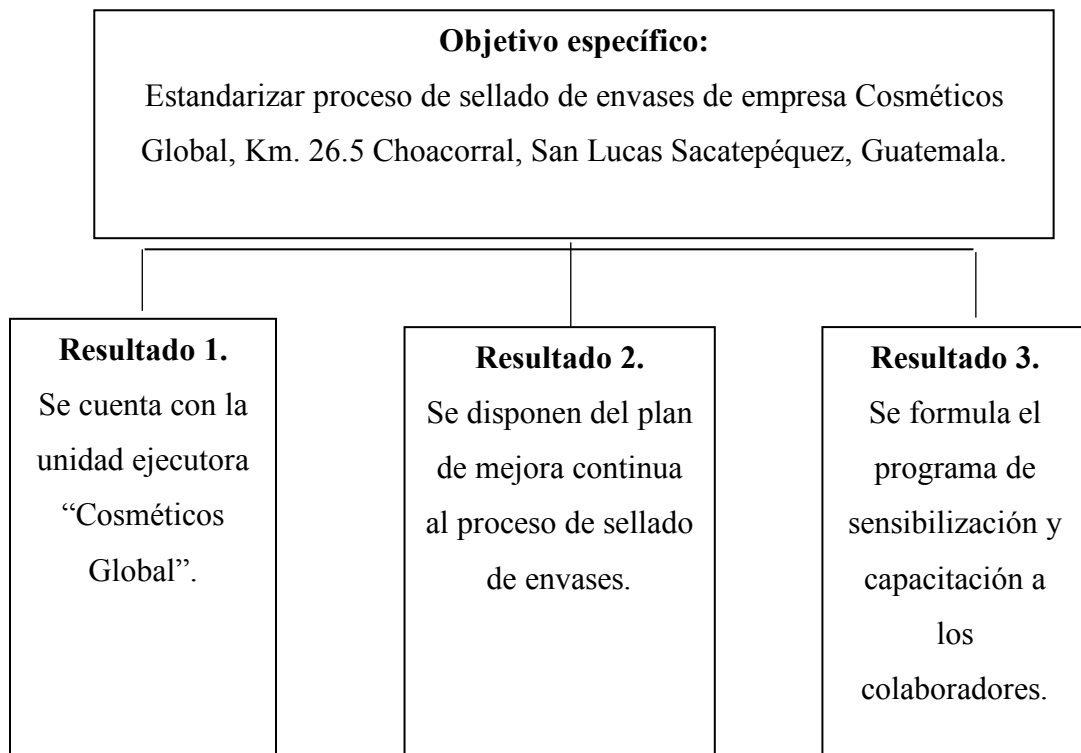 Objetivo específico:
Estandarizar proceso de sellado de envases de empresa Cosméticos
Global, Km. 26.5 Choacorral, San Lucas Sacatepéquez, Guatemala.
Resultado 1.
Se cuenta con la
unidad ejecutora
“Cosméticos
Global”.
Resultado 2.
Se disponen del plan
de mejora continua
al proceso de sellado
de envases.
Resultado 3.
Se formula el
programa de
sensibilización y
capacitación a
los
colaboradores.